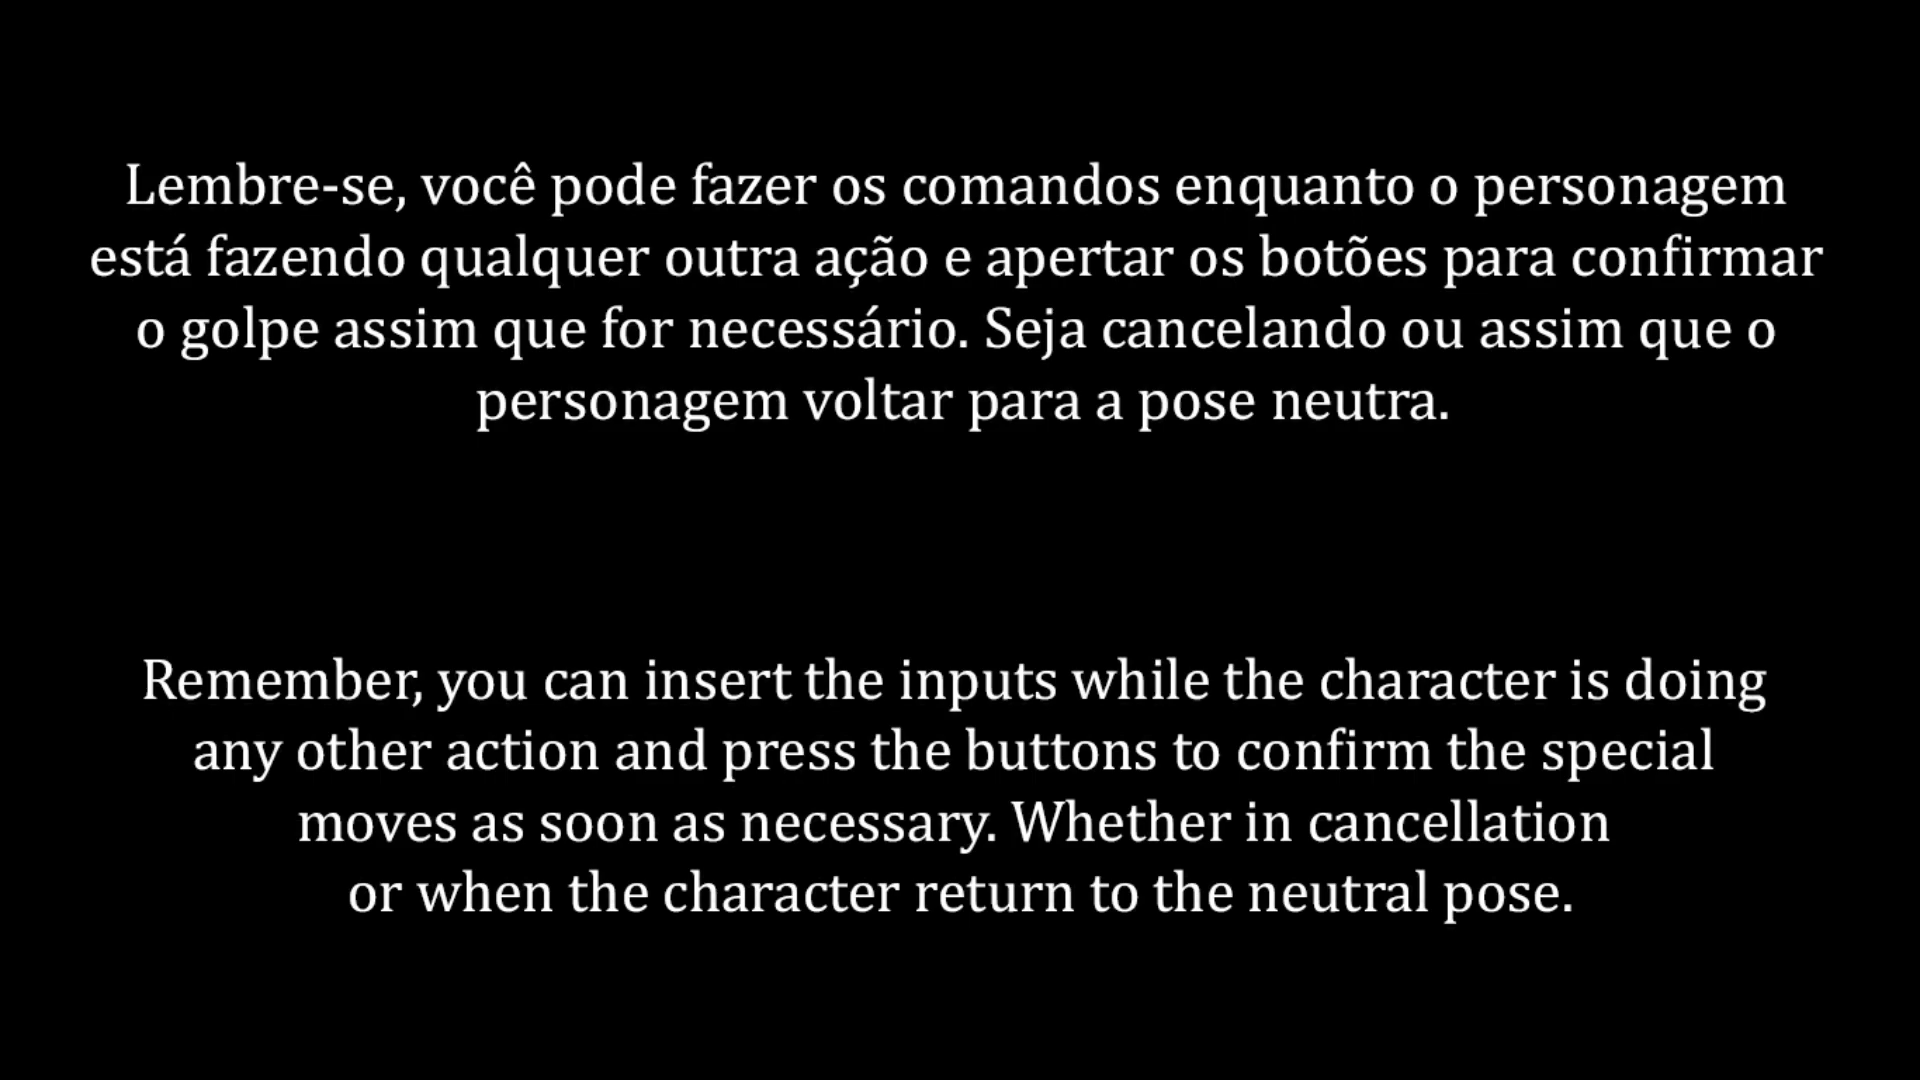 Lembre-se, você pode fazer os comandos enquanto o personagem
está fazendo qualquer outra ação e apertar os botões para confirmar
o golpe assim que for necessário. Seja cancelando ou assim que o
personagem voltar para a pose neutra.
Remember, you can insert the inputs while the character is doing
any other action and press the buttons to confirm the special
moves as soon as necessary. Whether in cancellation
or when the character return to the neutral pose.